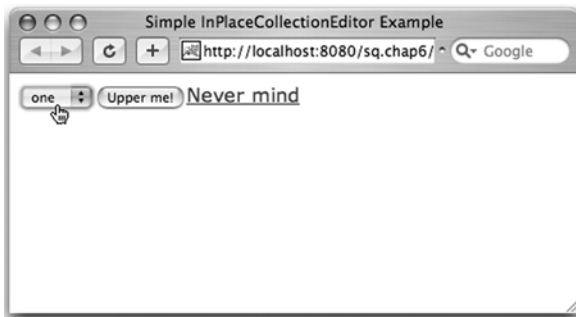 Simple InPlaceCollectionEditor Example
http://localhost:8080/sq.chap6/ Google
one Upper me! Never mind